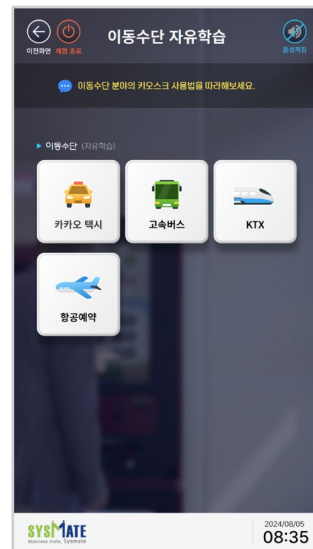 이동수단 자유학습
이전화면 체험 종료
음성꺼짐
이동수단 분야의 키오스크 사용법을 따라해보세요.
이동수단 (자유학습)
카카오 택시
고속버스
KTX
항공예약
SYSMATE
Business mate, Sysmate
2024/08/05
08:35